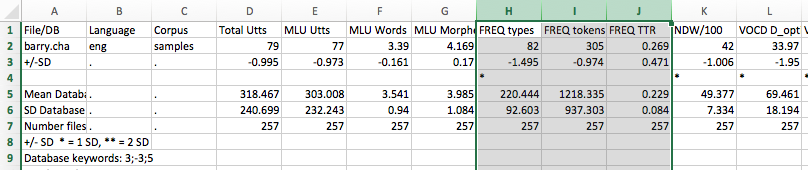 A B C D E F G H I J K L
1 File/DB Language Corpus Total Utts MLU Utts MLU Words MLU Morphe FREQ types FREQ tokens FREQ TTR NDW/100 VOCD D_opt
2 barry.cha eng samples 79 77 3.39 4.169 82 305 0.269 42 33.97
3 +/-SD . . -0.995 -0.973 -0.161 0.17 -1.495 -0.974 0.471 -1.006 -1.95
4 * * *
5 Mean Databa . . 318.467 303.008 3.541 3.985 220.444 1218.335 0.229 49.377 69.461
6 SD Database . . 240.699 232.243 0.94 1.084 92.603 937.303 0.084 7.334 18.194
7 Number files . . 257 257 257 257 257 257 257 257 257
8 +/- SD * = 1 SD, ** = 2 SD
9 Database keywords: 3;-3;5